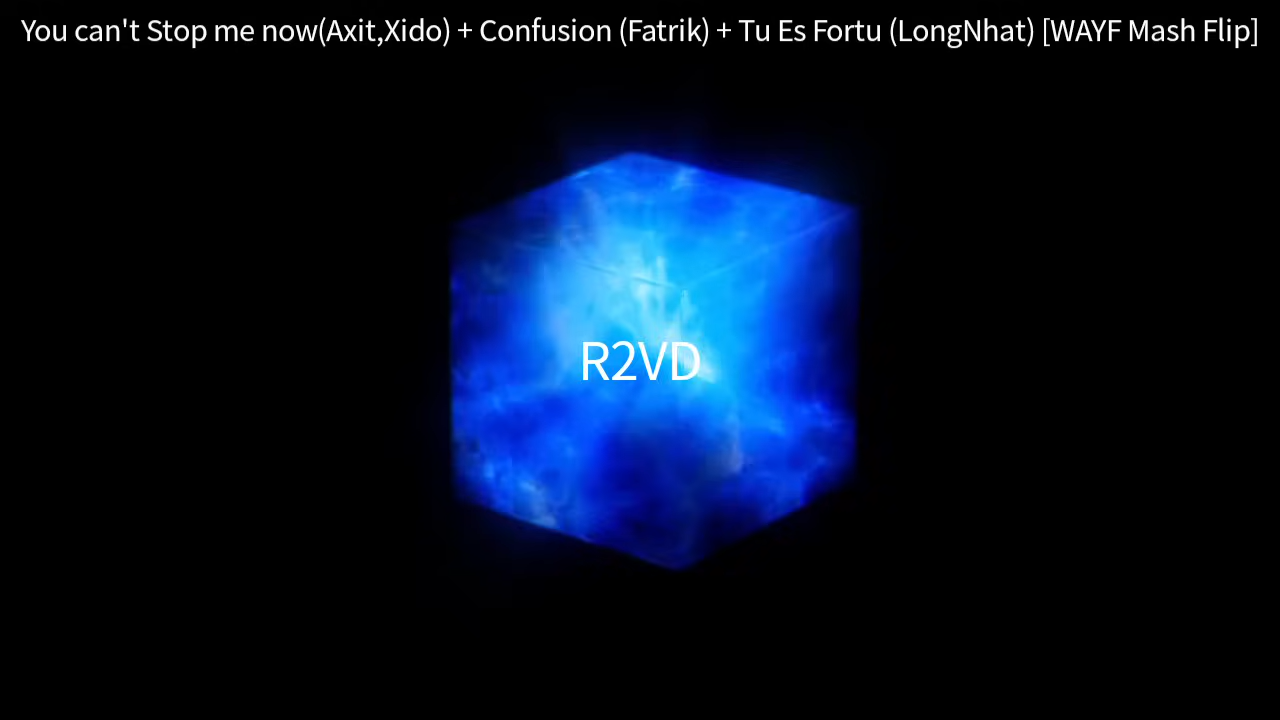 You can't Stop me now(Axit,Xido) + Confusion (Fatrik) + Tu Es Fortu (LongNhat) [WAYF Mash Flip]
R2VD